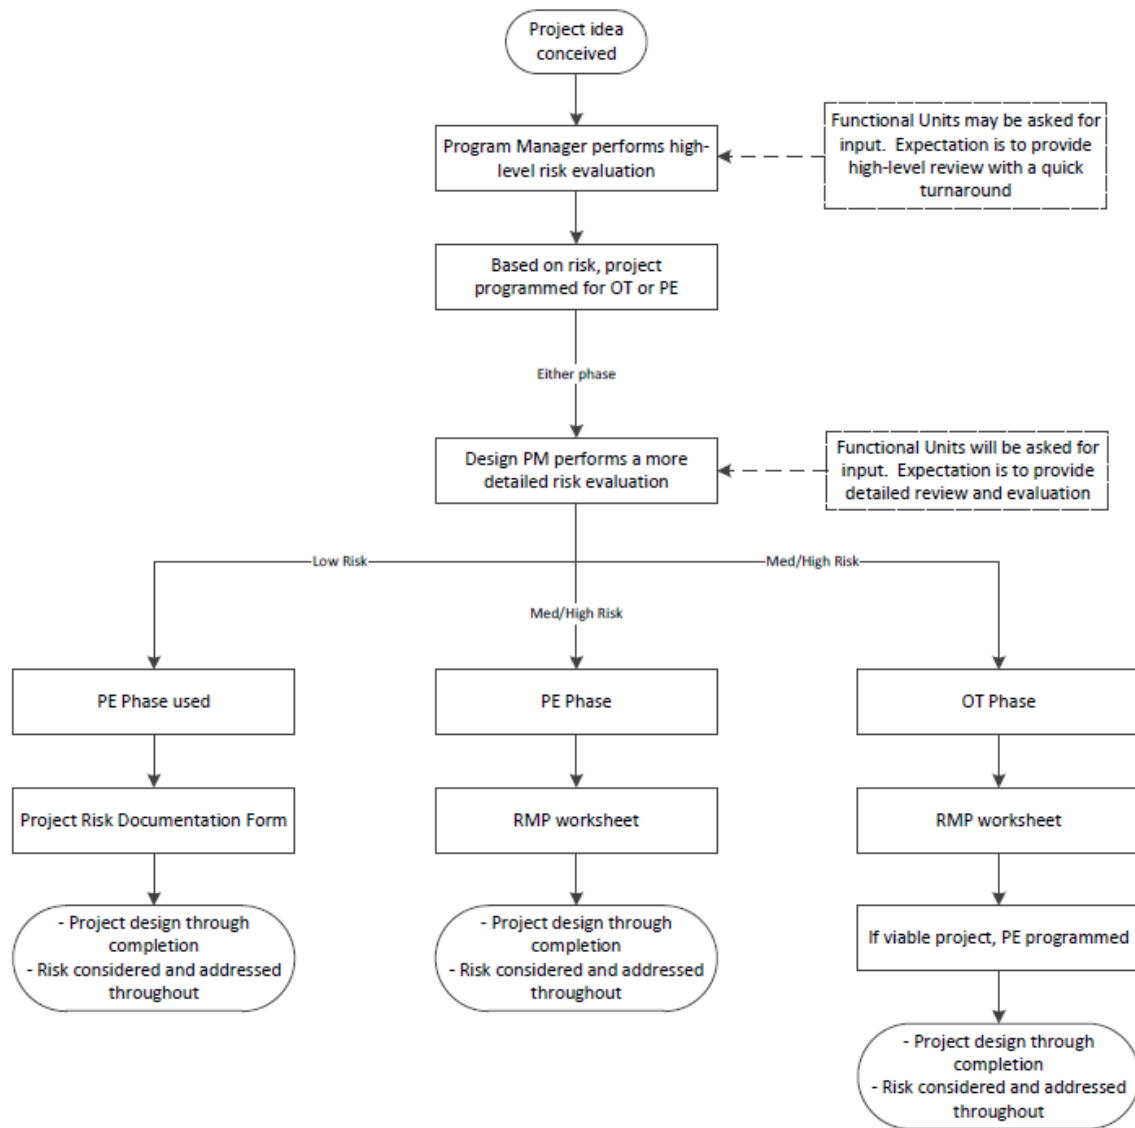 Project idea
conceived
Program Manager performs high-
level risk evaluation
Functional Units may be asked for
input.  Expectation is to provide
high-level review with a quick
turnaround
Based on risk, project
programmed for OT or PE
Either phase
Design PM performs a more
detailed risk evaluation
Functional Units will be asked for
input.  Expectation is to provide
detailed review and evaluation
Low Risk
Med/High Risk
Med/High Risk
PE Phase used
PE Phase
OT Phase
Project Risk Documentation Form
RMP worksheet
RMP worksheet
- Project design through
completion
- Risk considered and addressed
throughout
- Project design through
completion
- Risk considered and addressed
throughout
If viable project, PE programmed
- Project design through
completion
- Risk considered and addressed
throughout